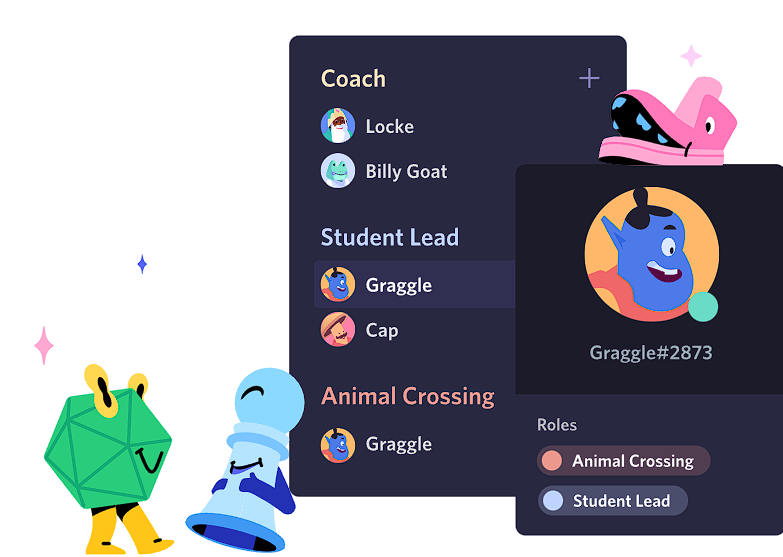 Coach
Locke
Billy Goat
Student Lead
Graggle
Cap
Animal Crossing
Graggle
Graggle#2873
Roles
Animal Crossing
Student Lead